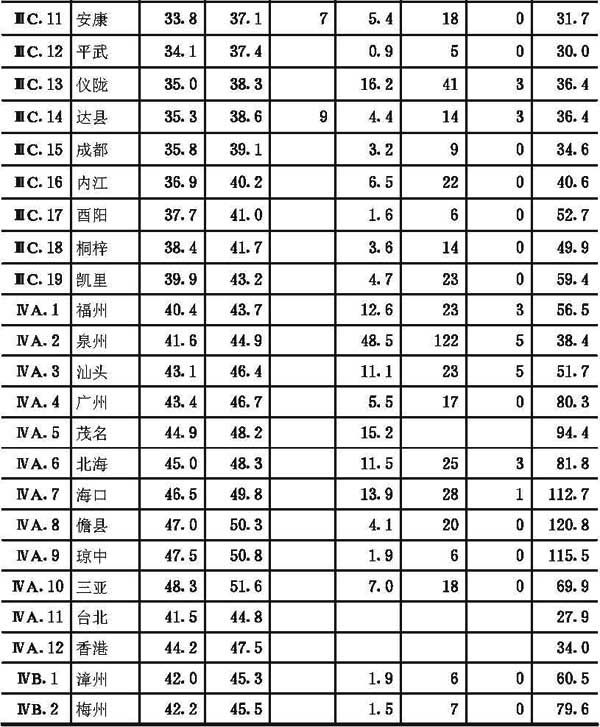 ⅢC.11 安康 33.8 37.1 7 5.4 18 0 31.7
ⅢC.12 平武 34.1 37.4 0.9 5 0 30.0
ⅢC.13 仪陇 35.0 38.3 16.2 41 3 36.4
ⅢC.14 达县 35.3 38.6 9 4.4 14 3 36.4
ⅢC.15 成都 35.8 39.1 3.2 9 0 34.6
ⅢC.16 内江 36.9 40.2 6.5 22 0 40.6
ⅢC.17 酉阳 37.7 41.0 1.6 6 0 52.7
ⅢC.18 桐梓 38.4 41.7 3.6 14 0 49.9
ⅢC.19 凯里 39.9 43.2 4.7 23 0 59.4
ⅣA.1 福州 40.4 43.7 12.6 23 3 56.5
ⅣA.2 泉州 41.6 44.9 48.5 122 5 38.4
ⅣA.3 汕头 43.1 46.4 11.1 23 5 51.7
ⅣA.4 广州 43.4 46.7 5.5 17 0 80.3
ⅣA.5 茂名 44.9 48.2 15.2 94.4
ⅣA.6 北海 45.0 48.3 11.5 25 3 81.8
ⅣA.7 海口 46.5 49.8 13.9 28 1 112.7
ⅣA.8 儋县 47.0 50.3 4.1 20 0 120.8
ⅣA.9 琼中 47.5 50.8 1.9 6 0 115.5
ⅣA.10 三亚 48.3 51.6 7.0 18 0 69.9
ⅣA.11 台北 41.5 44.8 27.9
ⅣA.12 香港 44.2 47.5 34.0
ⅣB.1 漳州 42.0 45.3 1.9 6 0 60.5
ⅣB.2 梅州 42.2 45.5 1.5 7 0 79.6